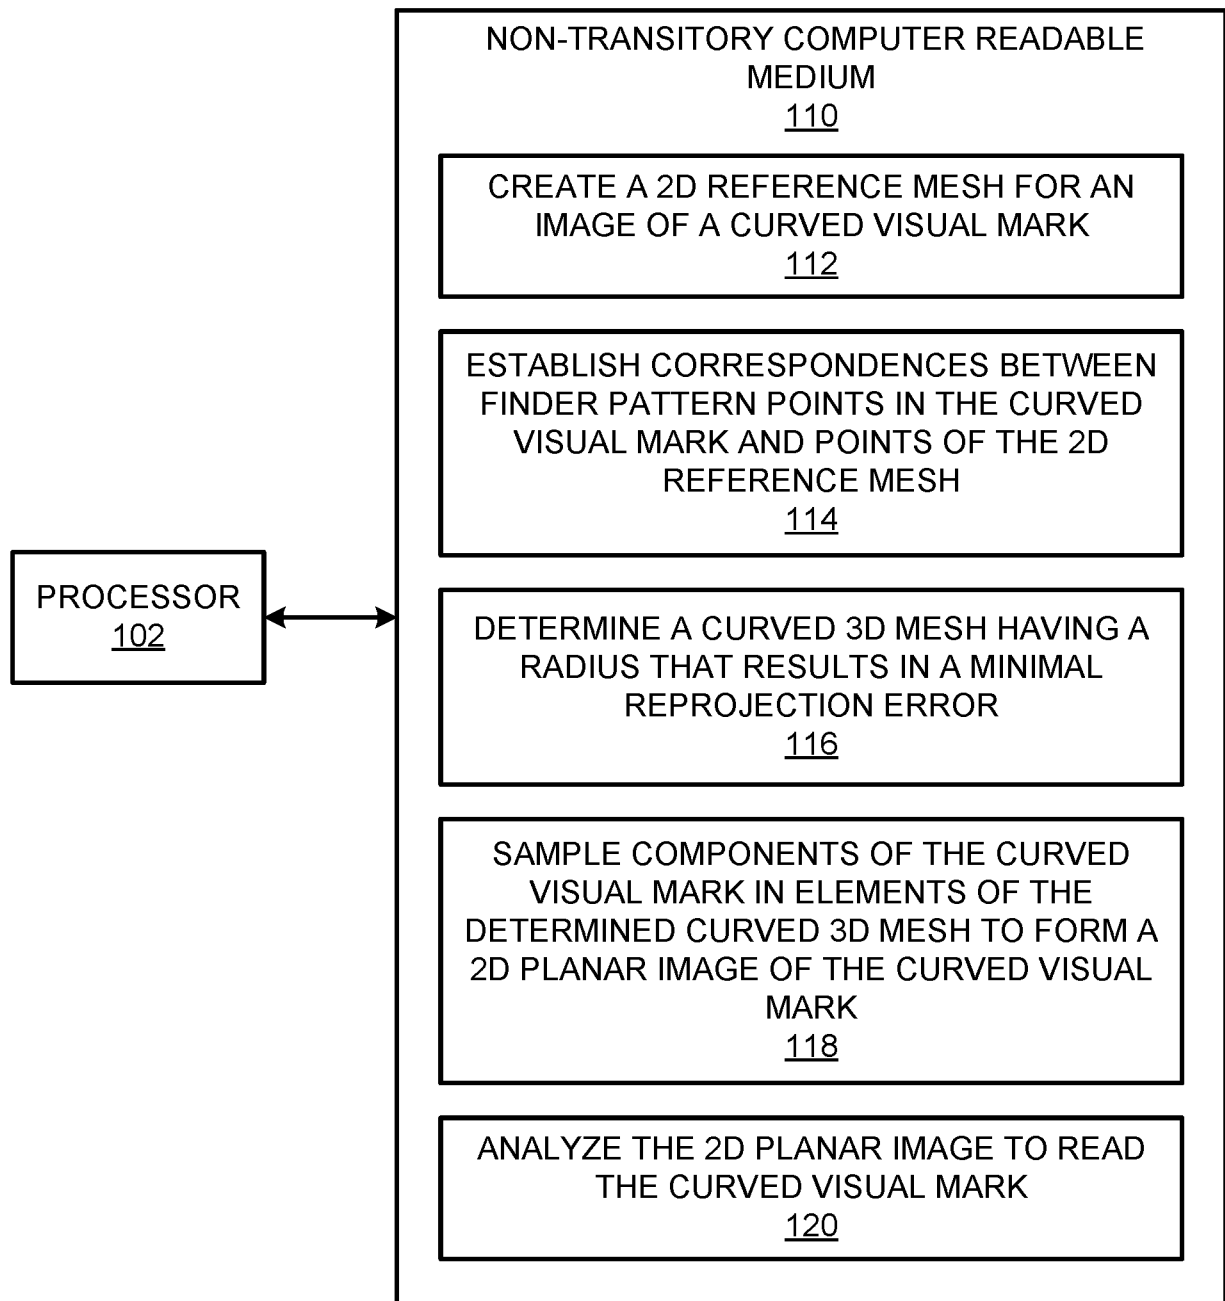 NON-TRANSITORY COMPUTER READABLE
MEDIUM
110
CREATE A 2D REFERENCE MESH FOR AN
IMAGE OF A CURVED VISUAL MARK
112
ESTABLISH CORRESPONDENCES BETWEEN
FINDER PATTERN POINTS IN THE CURVED
VISUAL MARK AND POINTS OF THE 2D
REFERENCE MESH
114
PROCESSOR
102
DETERMINE A CURVED 3D MESH HAVING A
RADIUS THAT RESULTS IN A MINIMAL
REPROJECTION ERROR
116
SAMPLE COMPONENTS OF THE CURVED
VISUAL MARK IN ELEMENTS OF THE
DETERMINED CURVED 3D MESH TO FORM A
2D PLANAR IMAGE OF THE CURVED VISUAL
MARK
118
ANALYZE THE 2D PLANAR IMAGE TO READ
THE CURVED VISUAL MARK
120